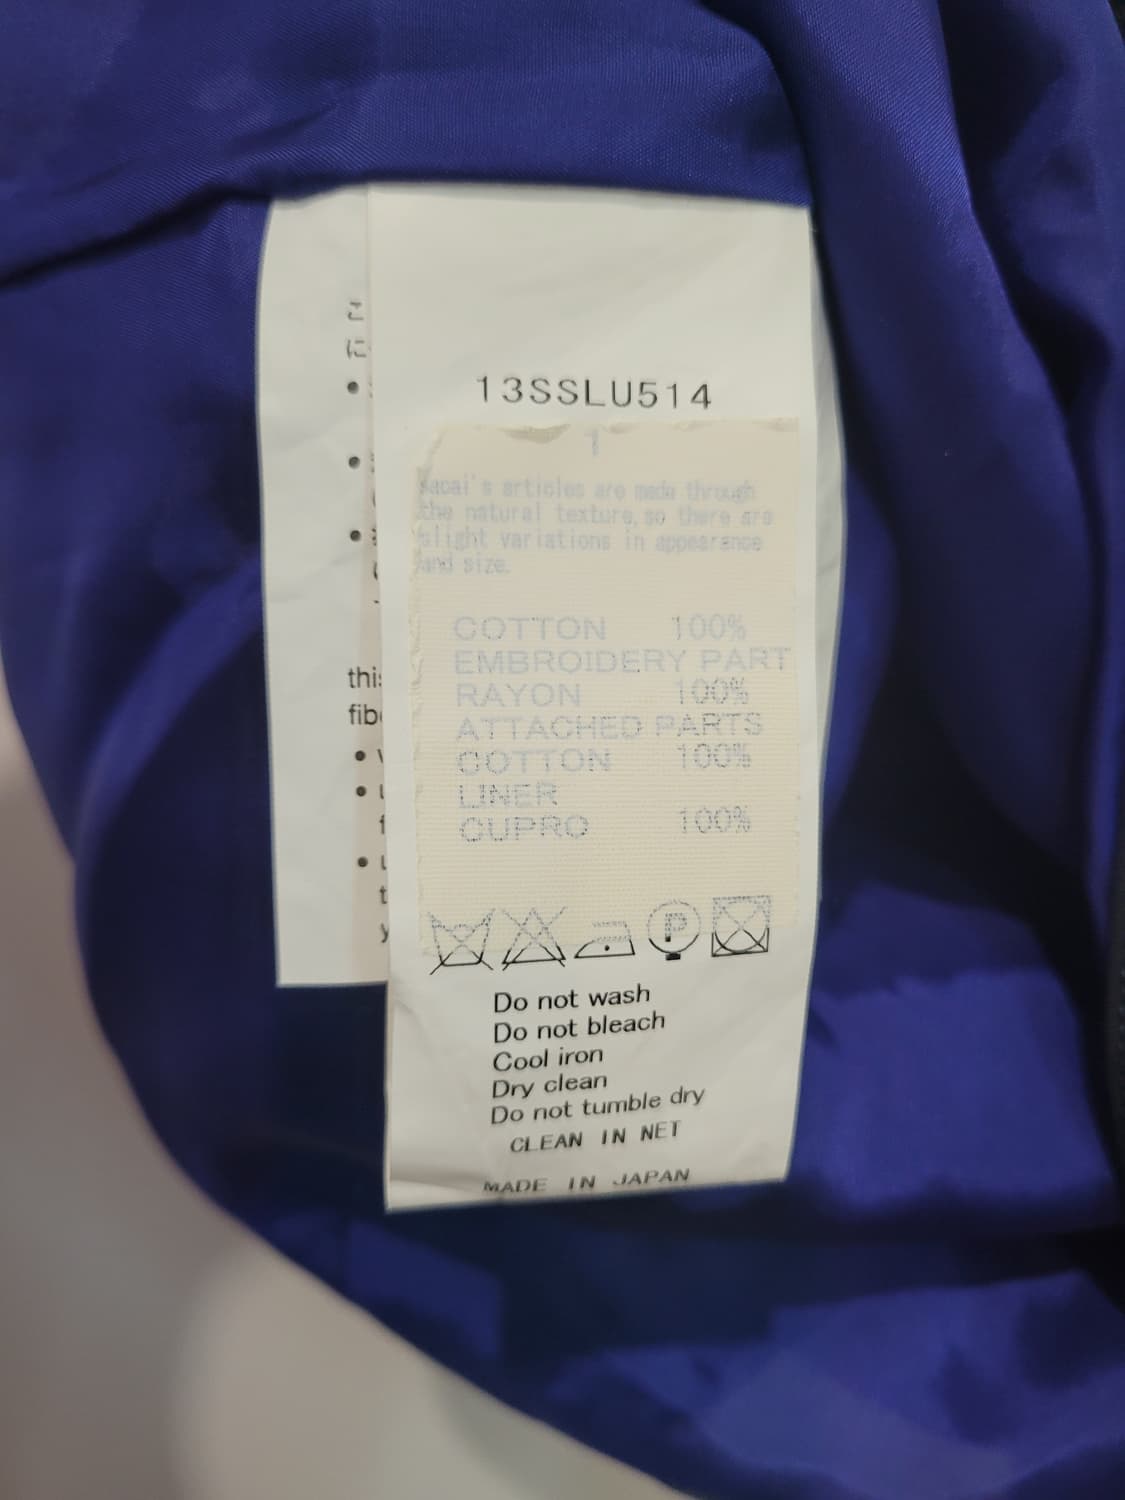 13SSLU514
1
sacai's articles are made through
the natural texture, so there are
slight variations in appearance
and size.
COTTON 100%
EMBROIDERY PART
RAYON 100%
ATTACHED PARTS
COTTON 100%
LINER
CUPRO 100%
P
Do not wash
Do not bleach
Cool iron
Dry clean
Do not tumble dry
CLEAN IN NET
MADE IN JAPAN
こ
に